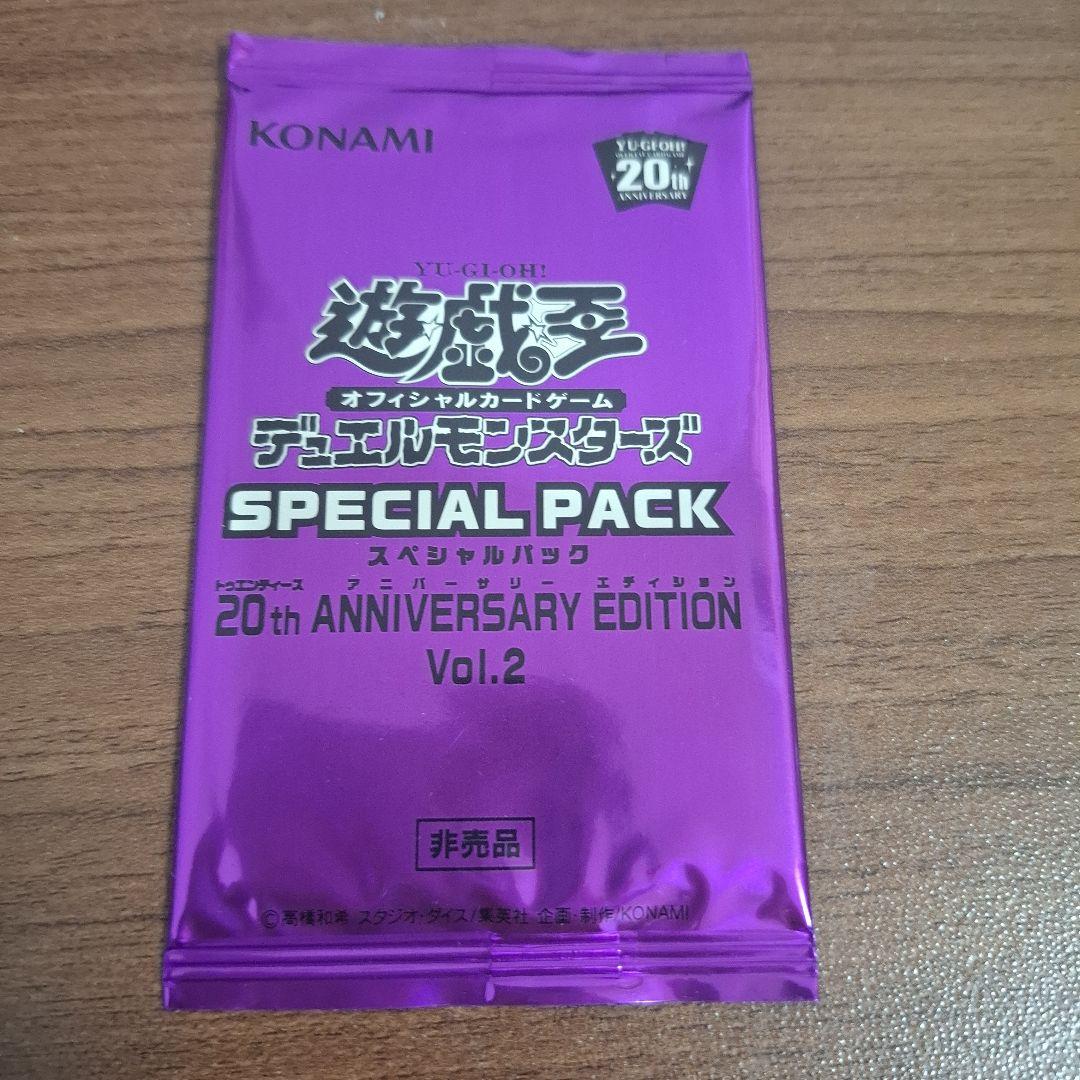 KONAMI
YU-GI-OH!
OFFICIAL CARD GAME
20th
ANNIVERSARY
YU-GI-OH!
遊戯王
オフィシャルカードゲーム
デュエルモンスターズ
SPECIAL PACK
スペシャルパック
トゥエンティース アニバーサリー エディション
20th ANNIVERSARY EDITION
Vol.2
非売品
©高橋和希 スタジオ・ダイス/集英社 企画・制作/KONAMI